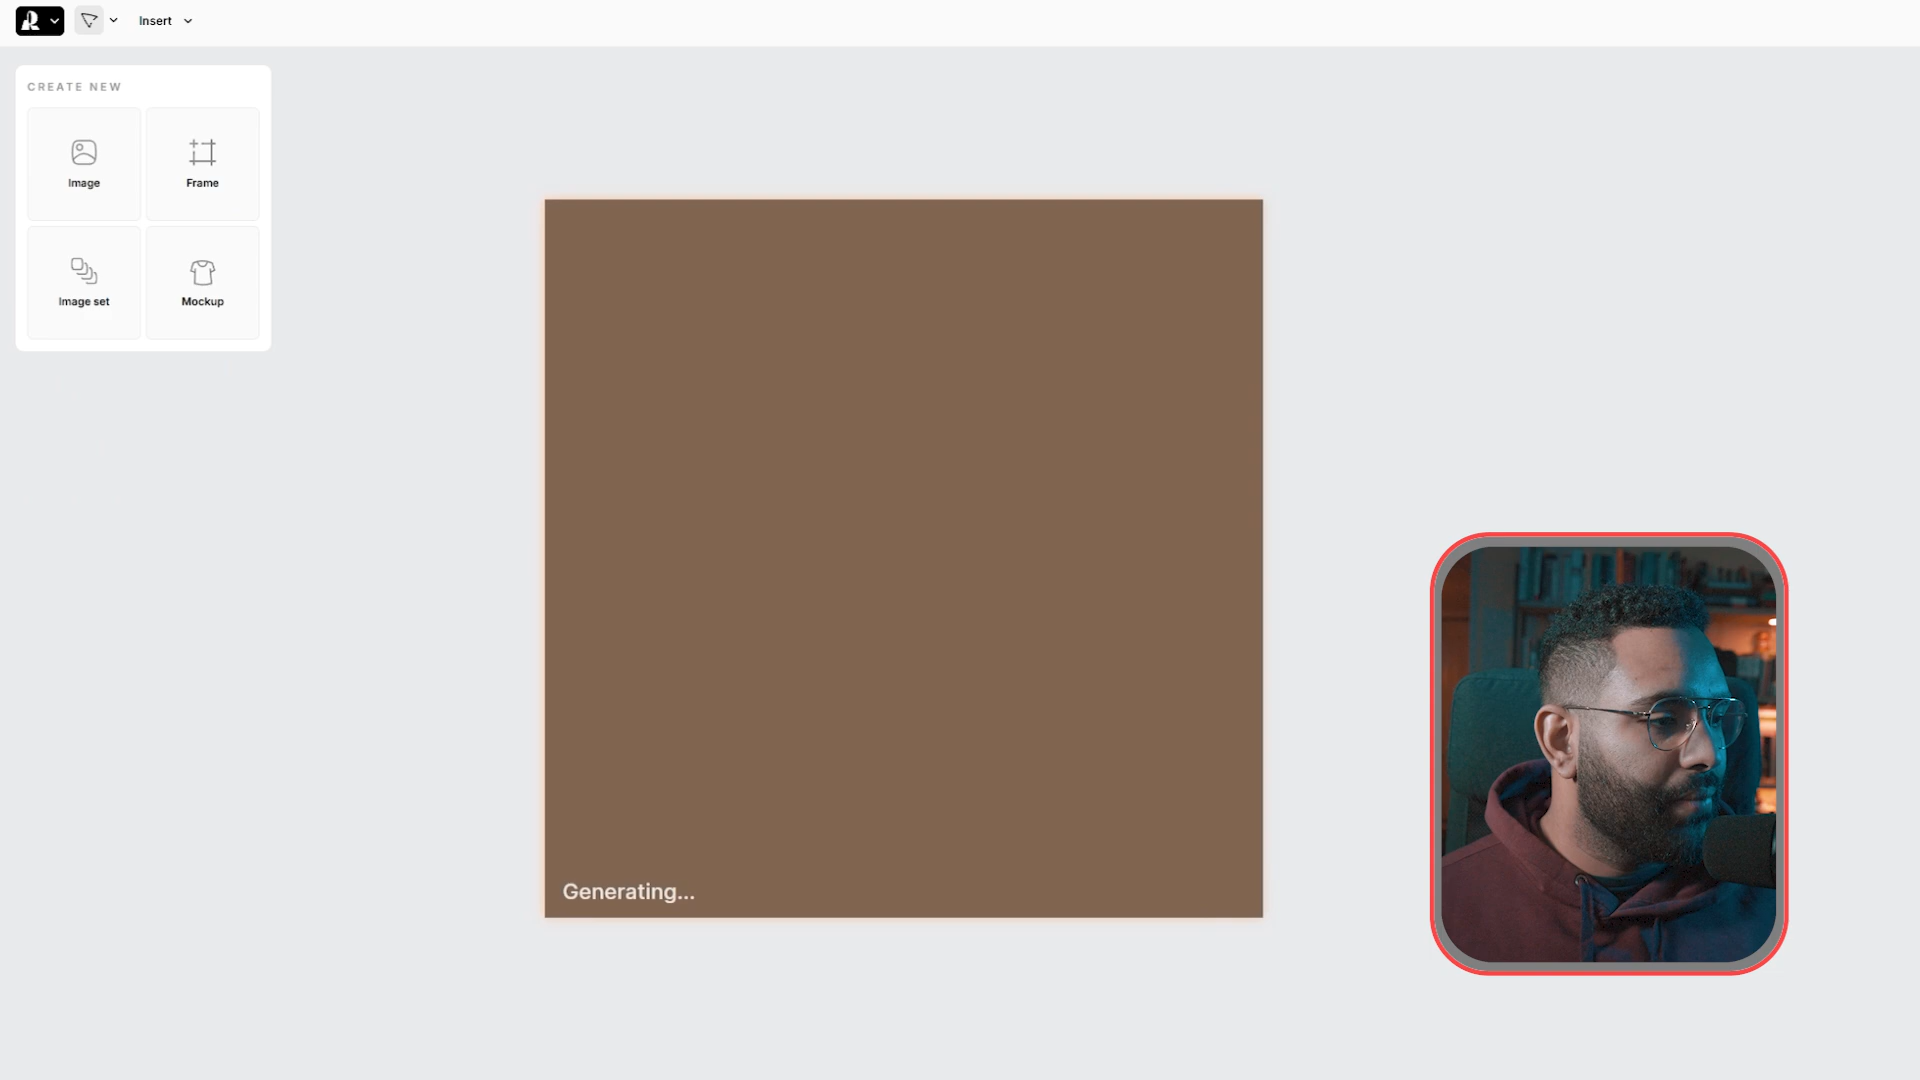 Insert
CREATE NEW
Image
Frame
Image set
Mockup
Generating...